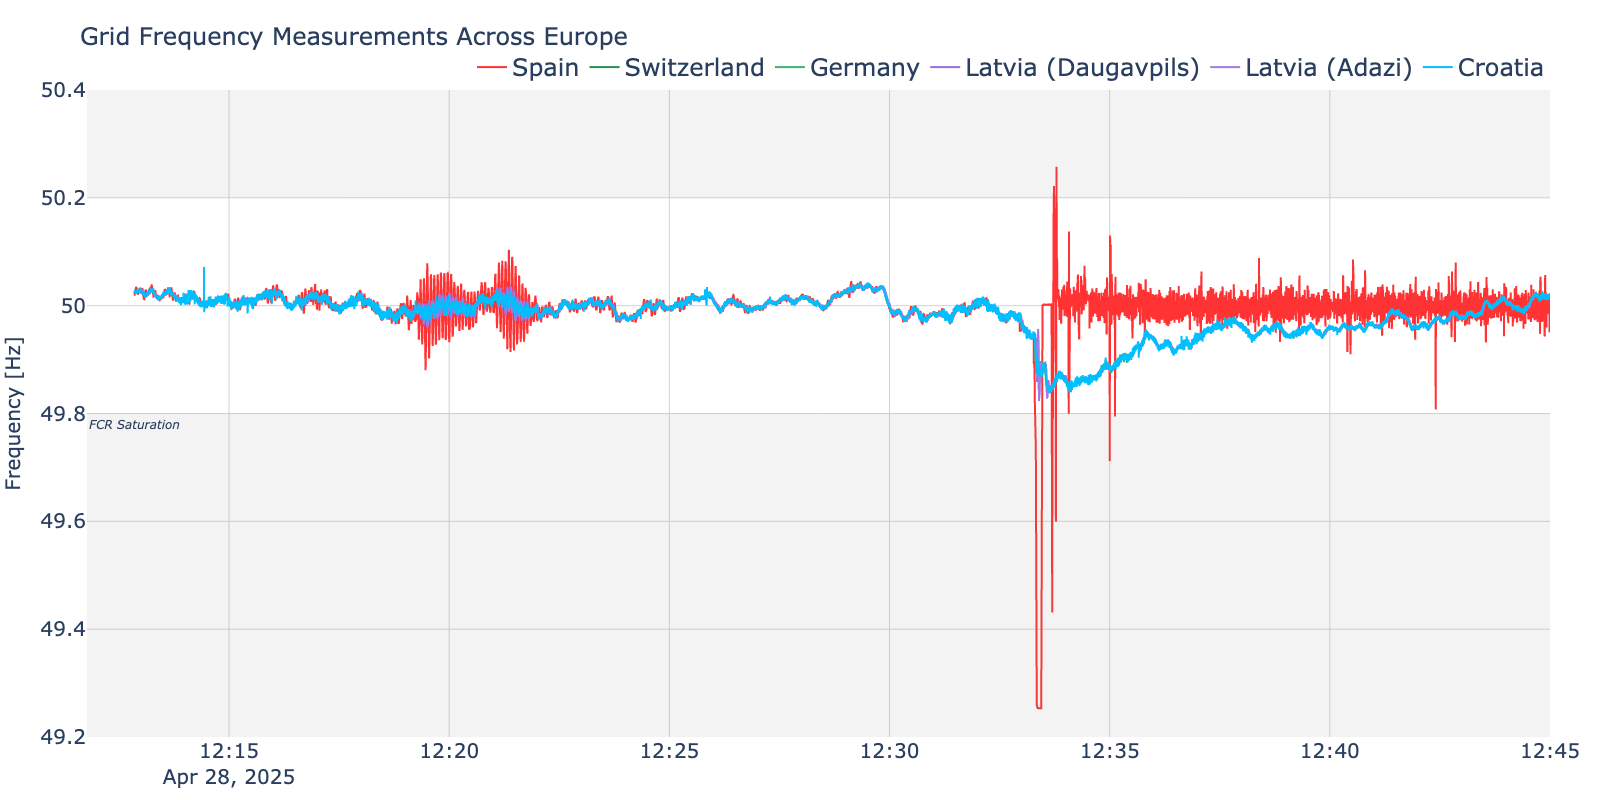 Grid Frequency Measurements Across Europe
Spain Switzerland Germany Latvia (Daugavpils) Latvia (Adazi) Croatia
50.4
50.2
50
49.8
FCR Saturation
49.6
49.4
49.2
Frequency [Hz]
12:15 12:20 12:25 12:30 12:35 12:40 12:45
Apr 28, 2025